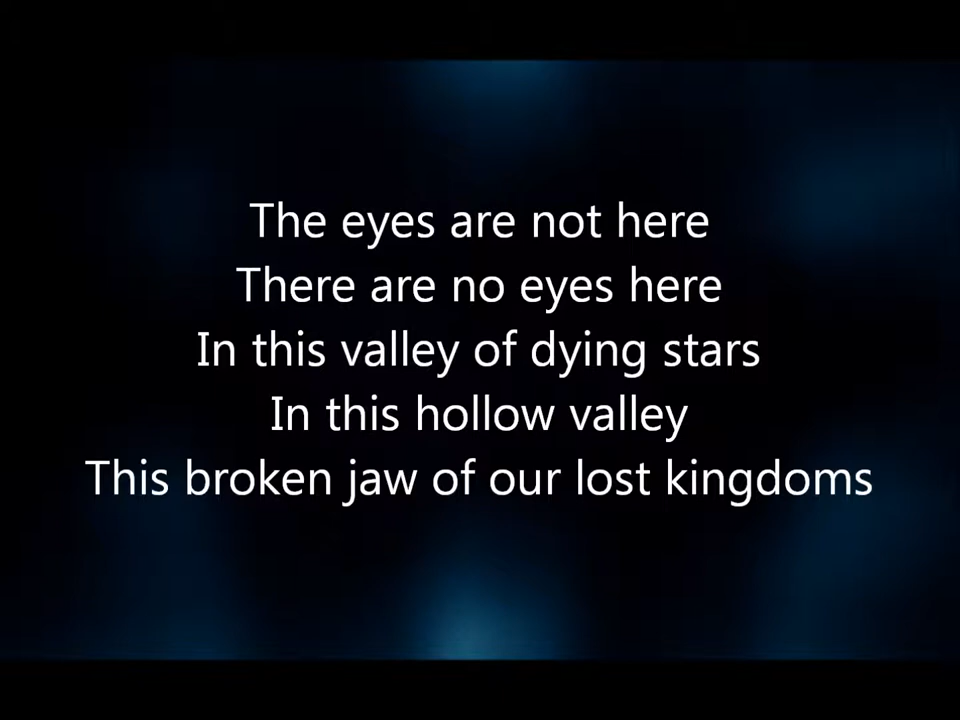 The eyes are not here
There are no eyes here
In this valley of dying stars
In this hollow valley
This broken jaw of our lost kingdoms